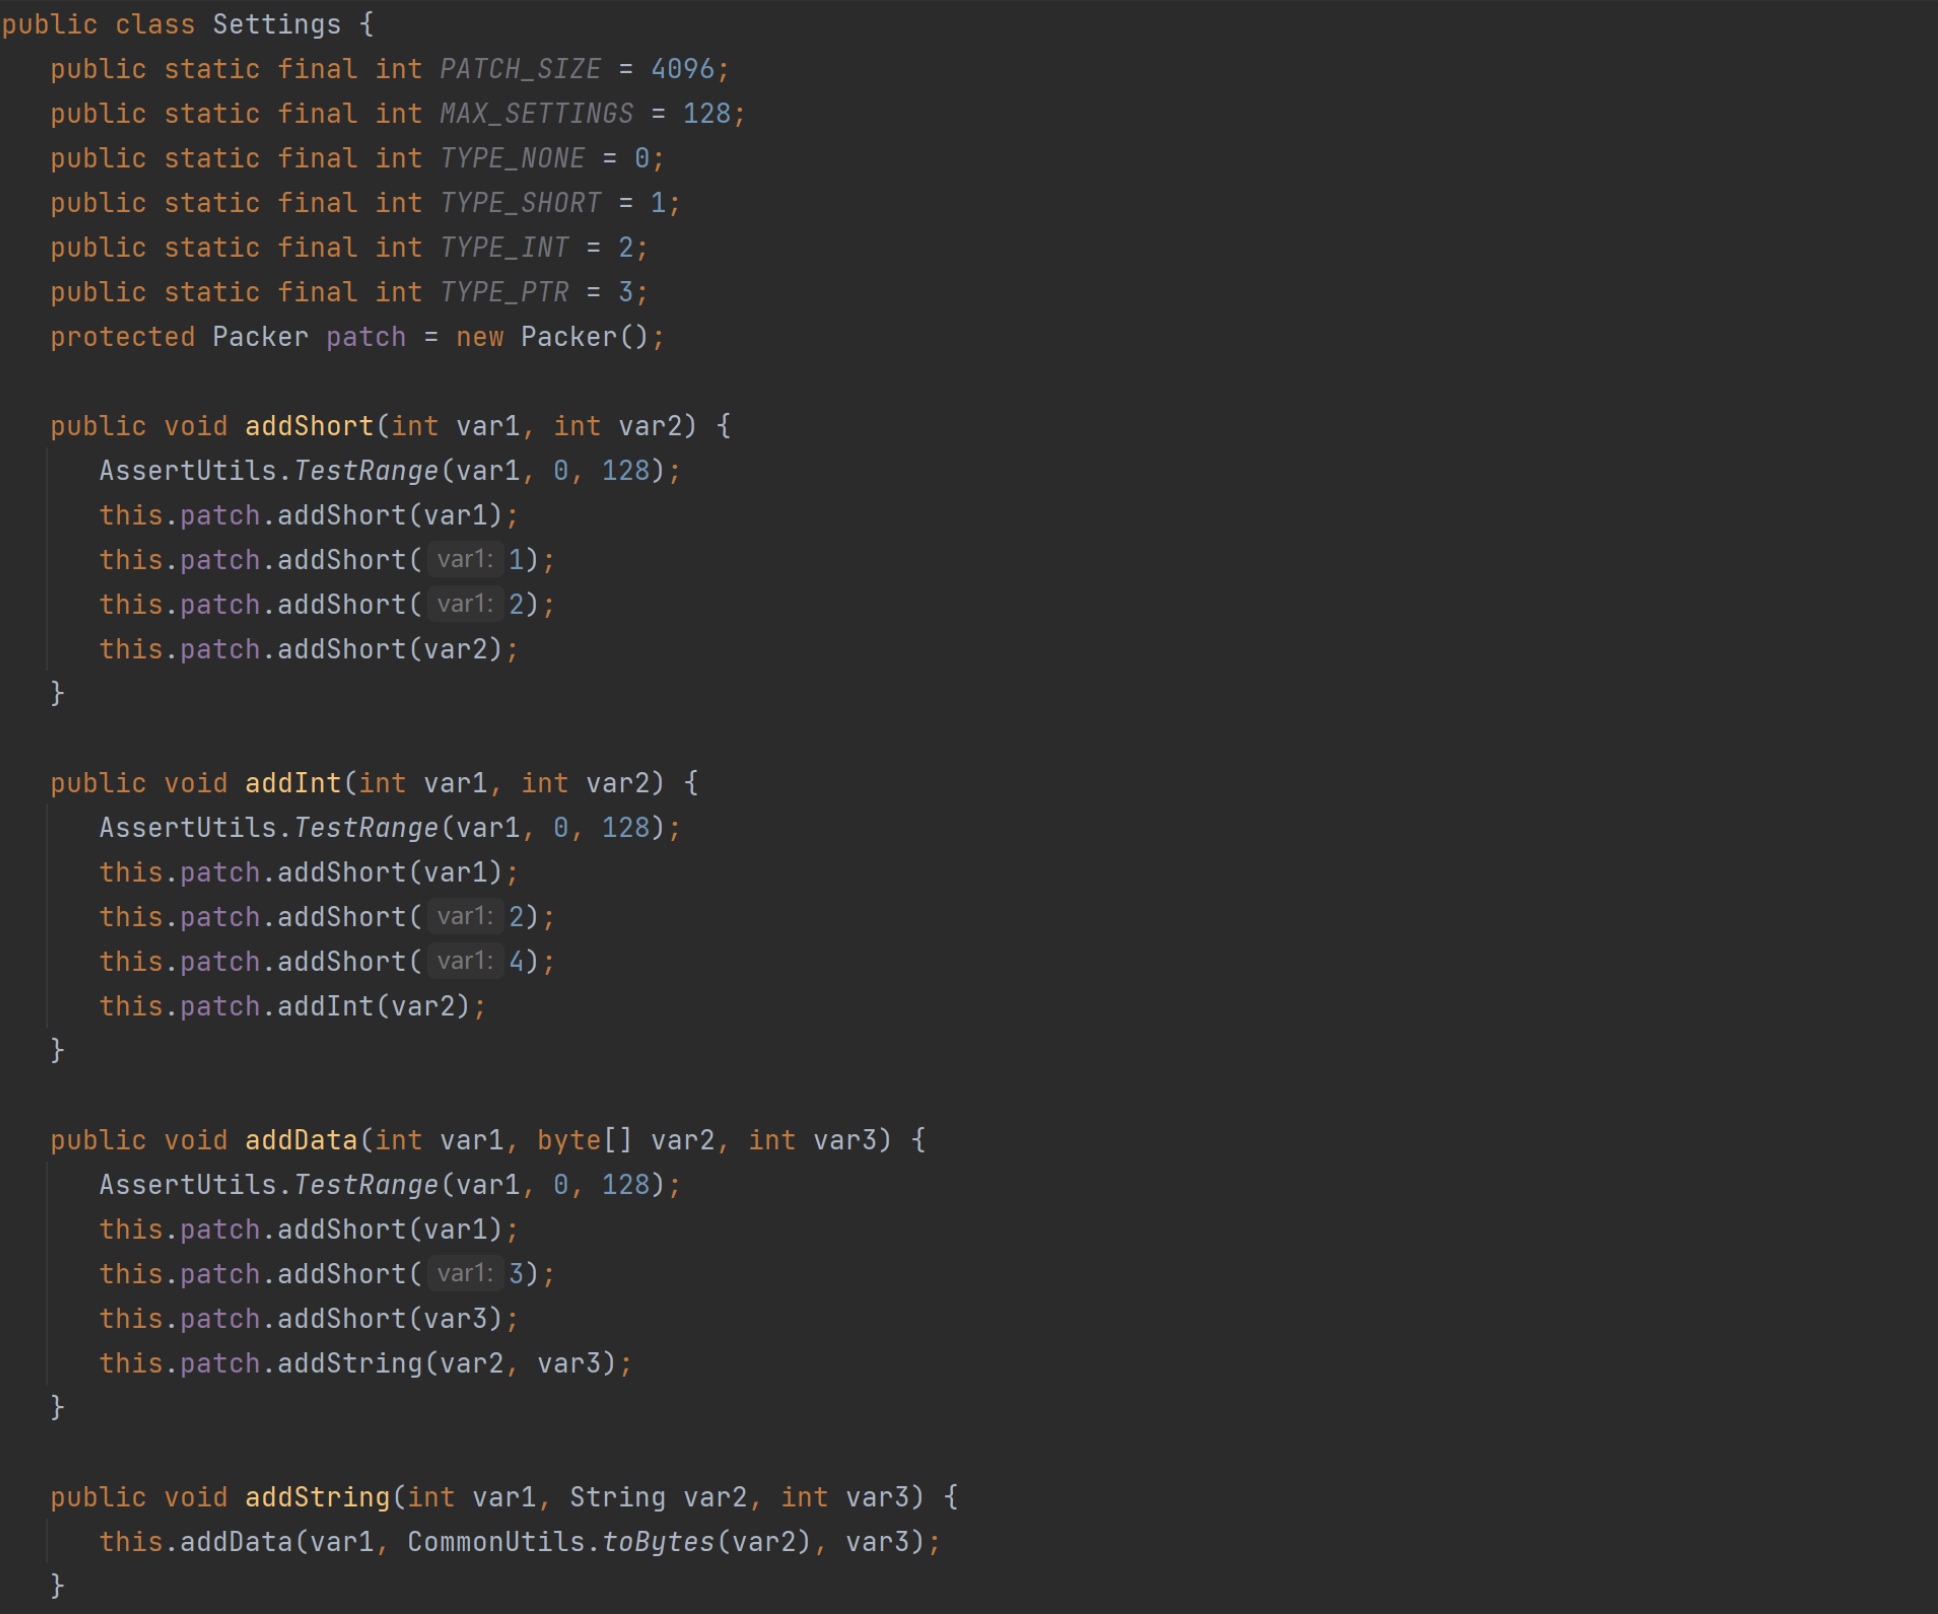 public class Settings {
public static final int PATCH_SIZE = 4096;
public static final int MAX_SETTINGS = 128;
public static final int TYPE_NONE = 0;
public static final int TYPE_SHORT = 1;
public static final int TYPE_INT = 2;
public static final int TYPE_PTR = 3;
protected Packer patch = new Packer();
public void addShort(int var1, int var2) {
AssertUtils.TestRange(var1, 0, 128);
this.patch.addShort(var1);
this.patch.addShort( var1: 1);
this.patch.addShort( var1: 2);
this.patch.addShort(var2);
}
public void addInt(int var1, int var2) {
AssertUtils.TestRange(var1, 0, 128);
this.patch.addShort(var1);
this.patch.addShort( var1: 2);
this.patch.addShort( var1: 4);
this.patch.addInt(var2);
}
public void addData(int var1, byte[] var2, int var3) {
AssertUtils.TestRange(var1, 0, 128);
this.patch.addShort(var1);
this.patch.addShort( var1: 3);
this.patch.addShort(var3);
this.patch.addString(var2, var3);
}
public void addString(int var1, String var2, int var3) {
this.addData(var1, CommonUtils.toBytes(var2), var3);
}